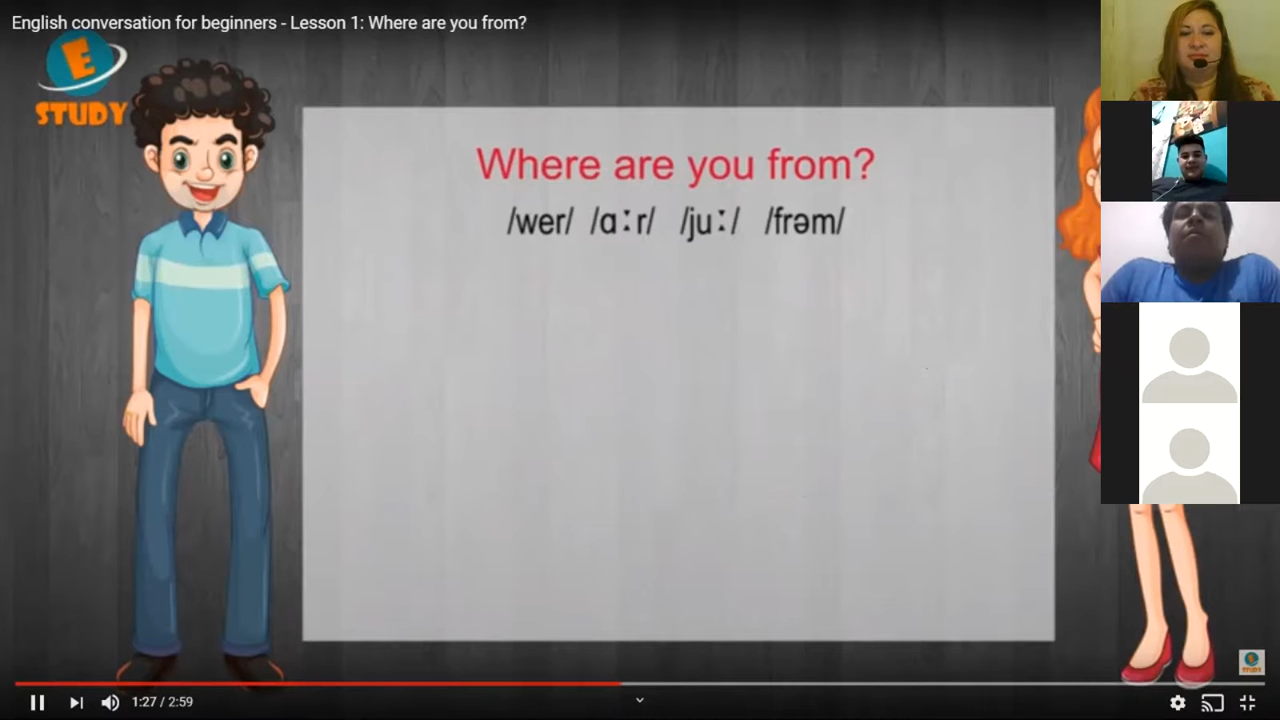 English conversation for beginners - Lesson 1: Where are you from?
E
STUDY
Where are you from?
/wer/ /ɑːr/ /juː/ /frəm/
E
STUDY
1:27 / 2:59